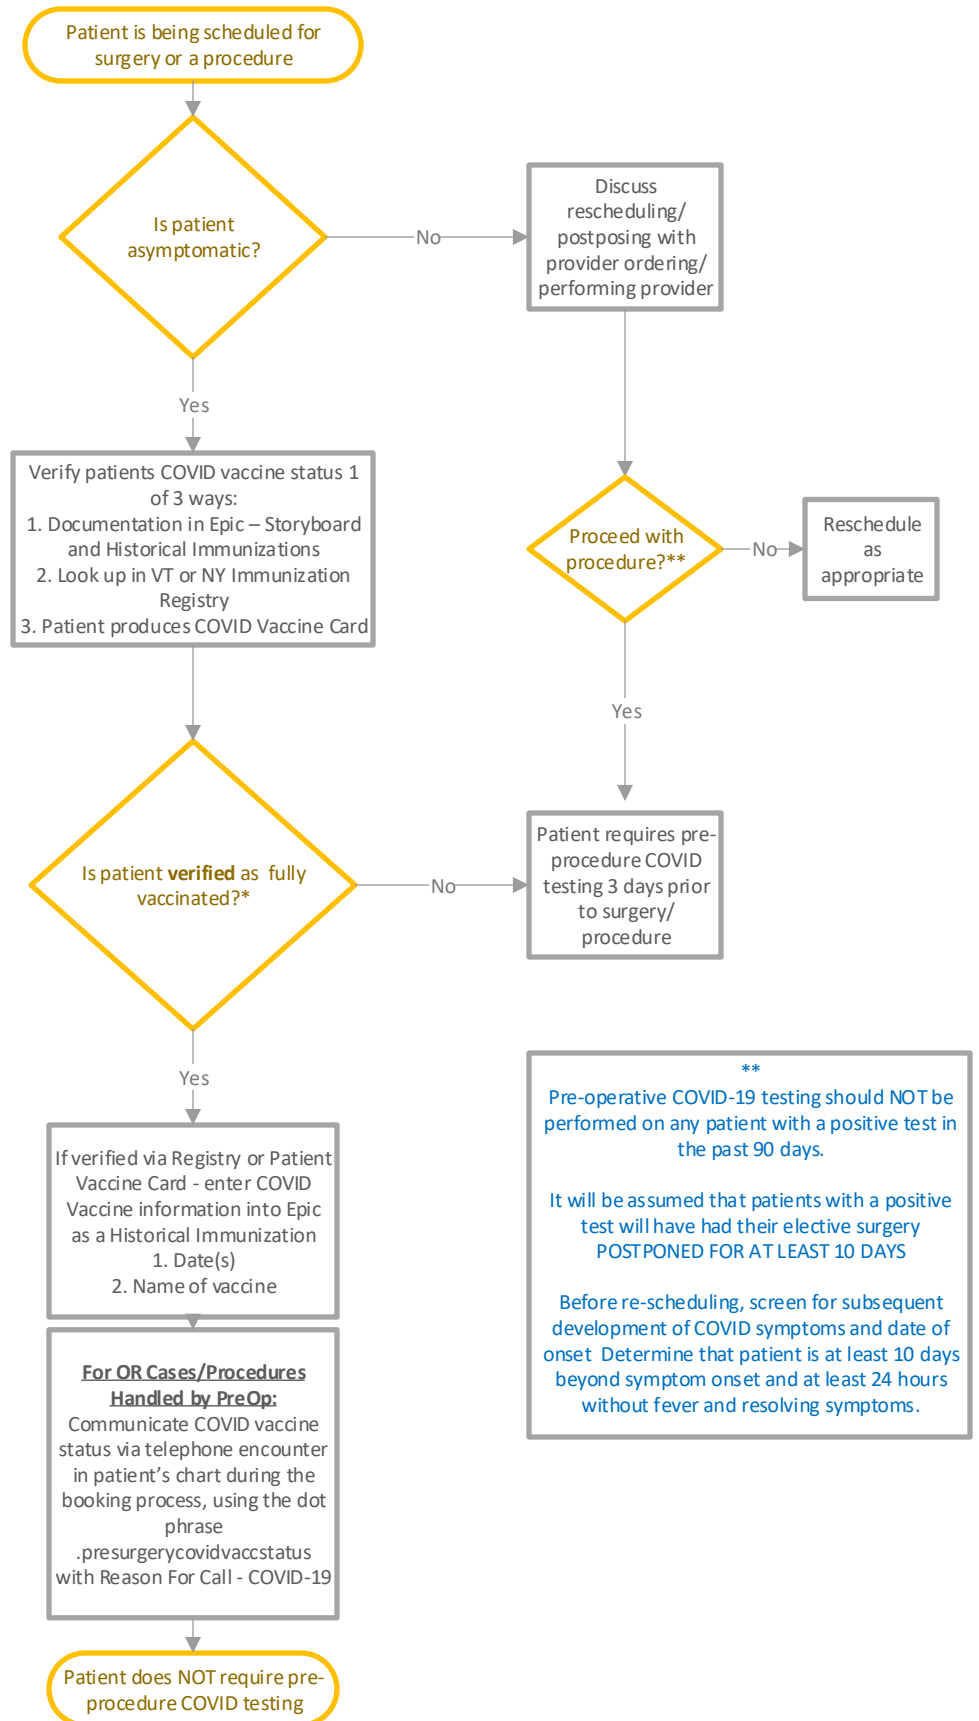 Patient is being scheduled for
surgery or a procedure
Is patient
asymptomatic?
No
Discuss
rescheduling/
postposing with
provider ordering/
performing provider
Yes
Verify patients COVID vaccine status 1
of 3 ways:
1. Documentation in Epic – Storyboard
and Historical Immunizations
2. Look up in VT or NY Immunization
Registry
3. Patient produces COVID Vaccine Card
Proceed with
procedure?**
No
Reschedule
as
appropriate
Yes
Is patient verified as fully
vaccinated?*
No
Patient requires pre-
procedure COVID
testing 3 days prior
to surgery/
procedure
Yes
If verified via Registry or Patient
Vaccine Card - enter COVID
Vaccine information into Epic
as a Historical Immunization
1. Date(s)
2. Name of vaccine
For OR Cases/Procedures
Handled by PreOp:
Communicate COVID vaccine
status via telephone encounter
in patient’s chart during the
booking process, using the dot
phrase
.presurgerycovidvaccstatus
with Reason For Call - COVID-19
Patient does NOT require pre-
procedure COVID testing
**
Pre-operative COVID-19 testing should NOT be
performed on any patient with a positive test in
the past 90 days.
It will be assumed that patients with a positive
test will have had their elective surgery
POSTPONED FOR AT LEAST 10 DAYS
Before re-scheduling, screen for subsequent
development of COVID symptoms and date of
onset Determine that patient is at least 10 days
beyond symptom onset and at least 24 hours
without fever and resolving symptoms.